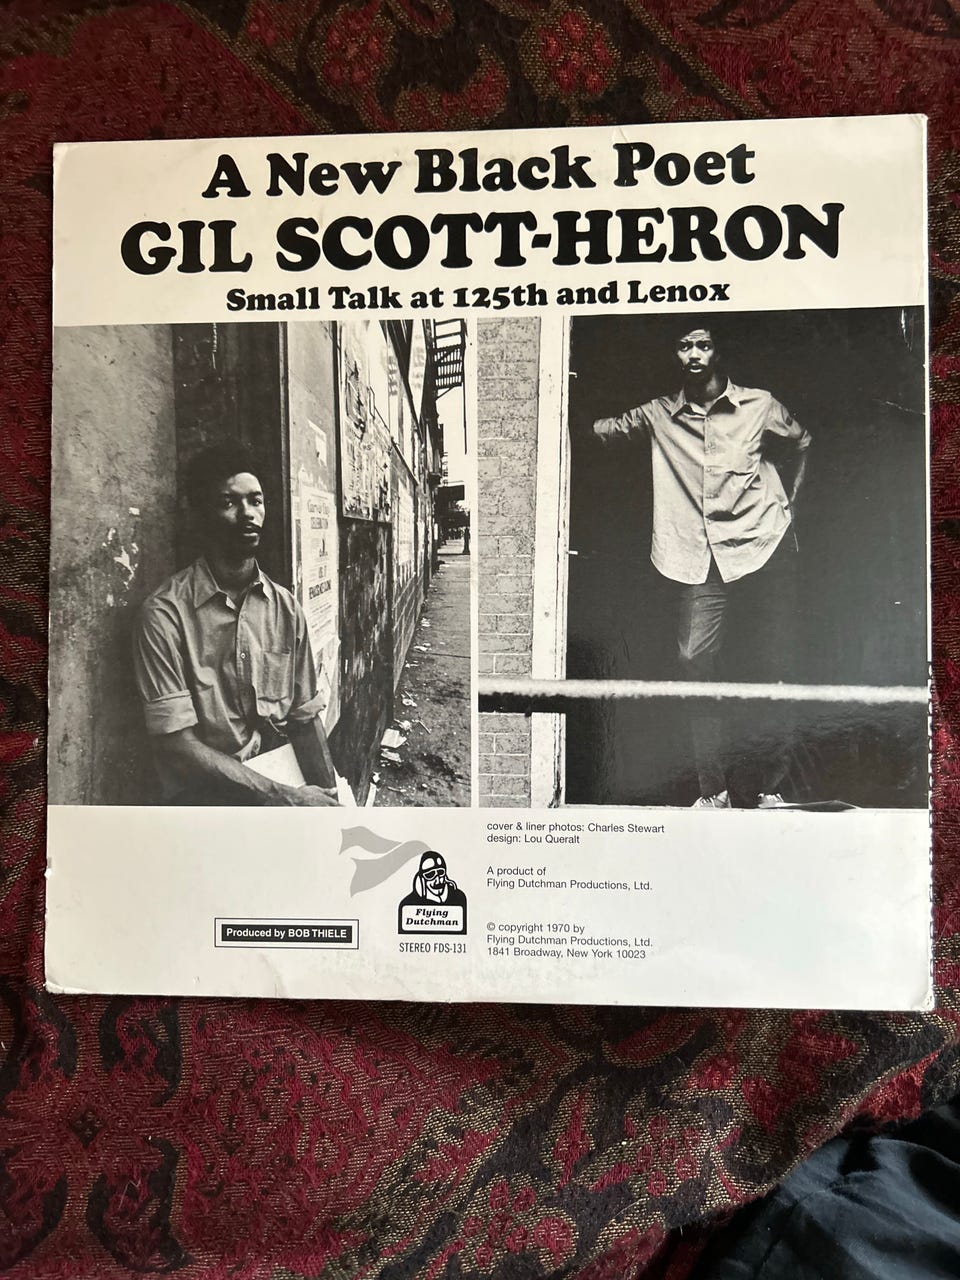 A New Black Poet
GIL SCOTT-HERON
Small Talk at 125th and Lenox
cover & liner photos: Charles Stewart
design: Lou Queralt
A product of
Flying Dutchman Productions, Ltd.
Flying
Dutchman
Produced by BOB THIELE
STEREO FDS-131
© copyright 1970 by
Flying Dutchman Productions, Ltd.
1841 Broadway, New York 10023